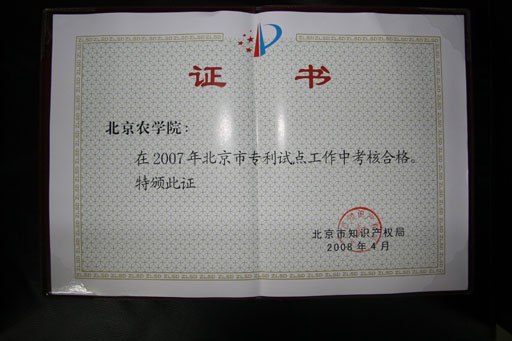 证 书
北京农学院：
在2007年北京市专利试点工作中考核合格。
特颁此证
北京市知识产权局
2008年4月